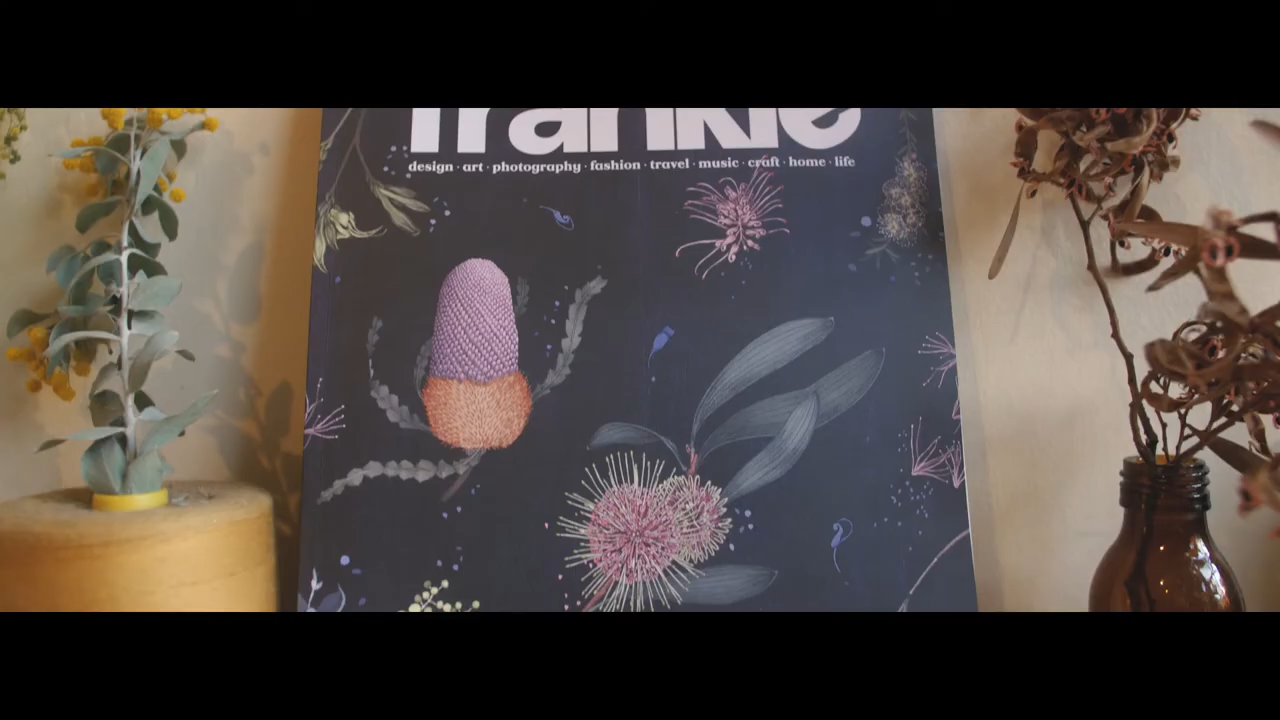 frankie
design · art · photography · fashion · travel · music · craft · home · life